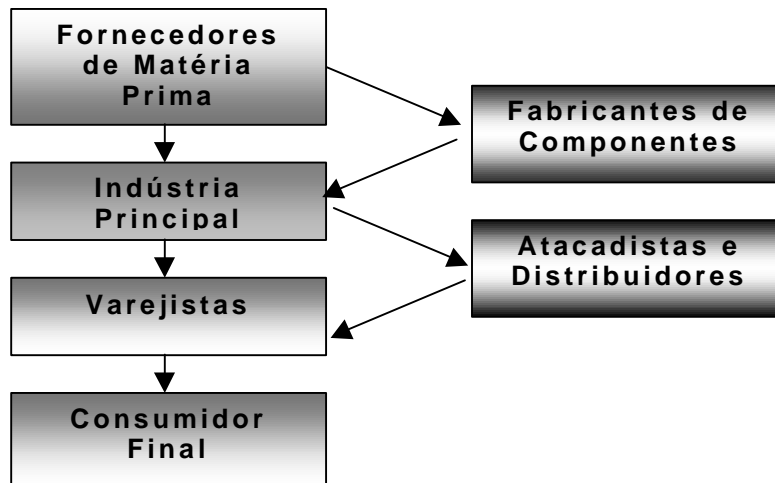 Fornecedores
de Matéria
Prima
Fabricantes de
Componentes
Indústria
Principal
Atacadistas e
Distribuidores
Varejistas
Consumidor
Final